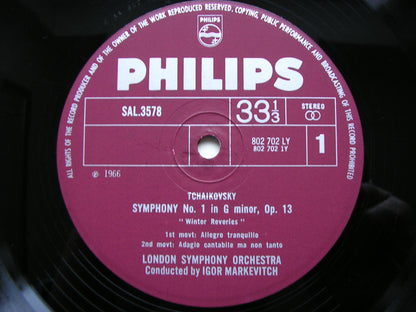 ALL RIGHTS OF THE RECORD PRODUCER AND OF THE OWNER OF THE WORK REPRODUCED RESERVED. COPYING, PUBLIC PERFORMANCE AND BROADCASTING OF THIS RECORD PROHIBITED
PHILIPS
PHILIPS
SAL.3578
33 1/3
STEREO
802 702 LY
802 702 1Y
1
℗ 1966
TCHAIKOVSKY
SYMPHONY No. 1 in G minor, Op. 13
"Winter Reveries"
1st movt: Allegro tranquillo
2nd movt: Adagio cantabile ma non tanto
LONDON SYMPHONY ORCHESTRA
Conducted by IGOR MARKEVITCH